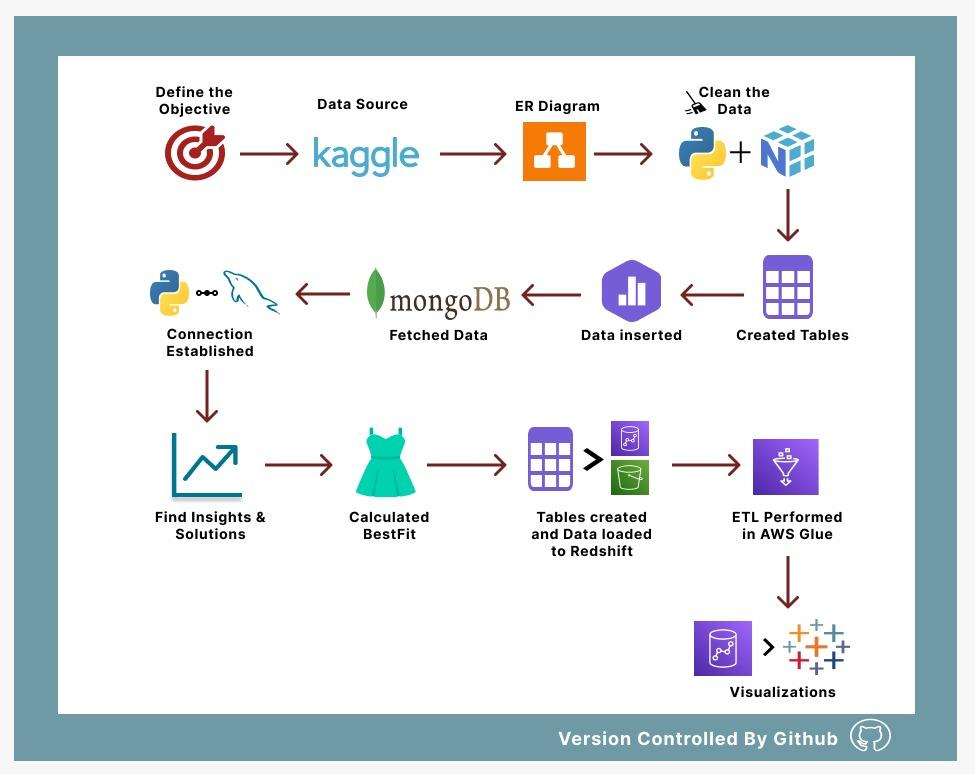 Define the
Objective
Data Source
kaggle
ER Diagram
Clean the
Data
N
mongoDB
Connection
Established
Fetched Data
Data inserted
Created Tables
Find Insights &
Solutions
Calculated
BestFit
Tables created
and Data loaded
to Redshift
ETL Performed
in AWS Glue
Visualizations
Version Controlled By Github